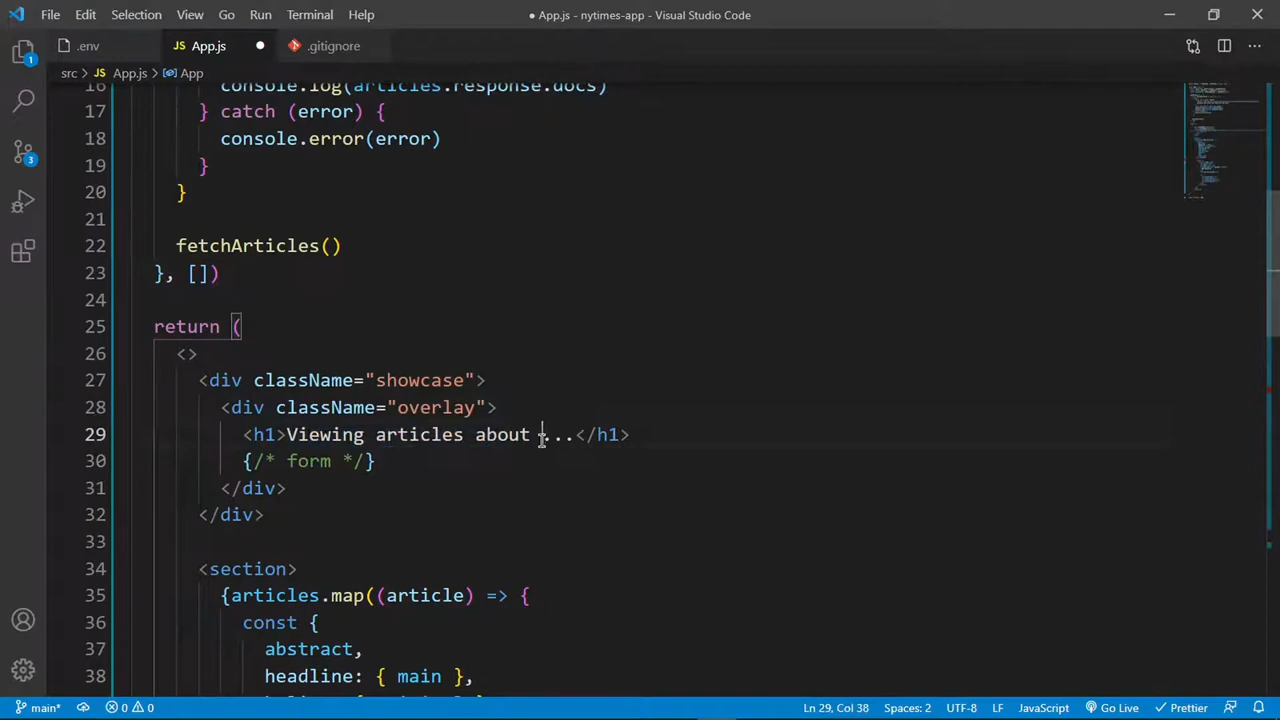 File Edit Selection View Go Run Terminal Help
● App.js - nytimes-app - Visual Studio Code
.env
JS App.js
.gitignore
src > JS App.js > App
1
3
16 console.log(articles.response.docs)
17 } catch (error) {
18 console.error(error)
19 }
20 }
21
22 fetchArticles()
23 }, [])
24
25 return (
26 <>
27 <div className="showcase">
28 <div className="overlay">
29 <h1>Viewing articles about ...</h1>
30 {/* form */}
31 </div>
32 </div>
33
34 <section>
35 {articles.map((article) => {
36 const {
37 abstract,
38 headline: { main },
main* 0 0 Ln 29, Col 38 Spaces: 2 UTF-8 LF JavaScript Go Live Prettier